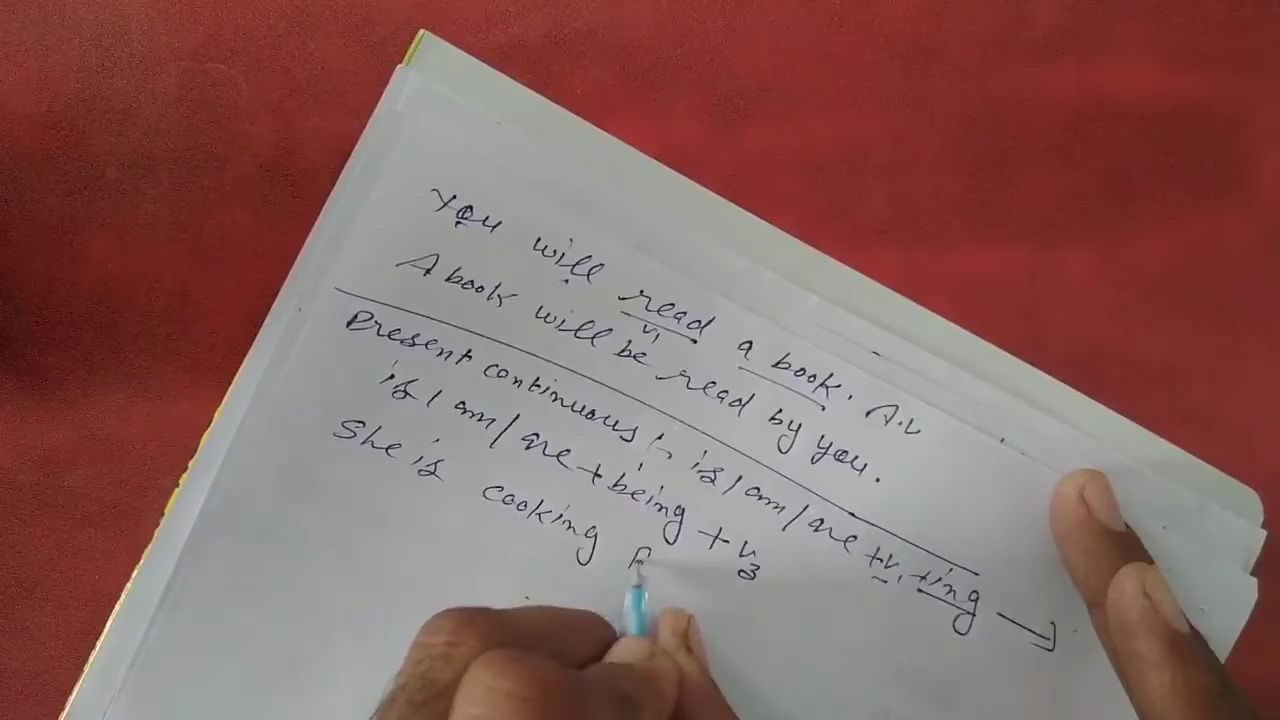 You will read a book. A.V
V1
A book will be read by you.
Present continuous :- is/am/are +V1+ing →
is/am/are + being + V3
She is cooking f